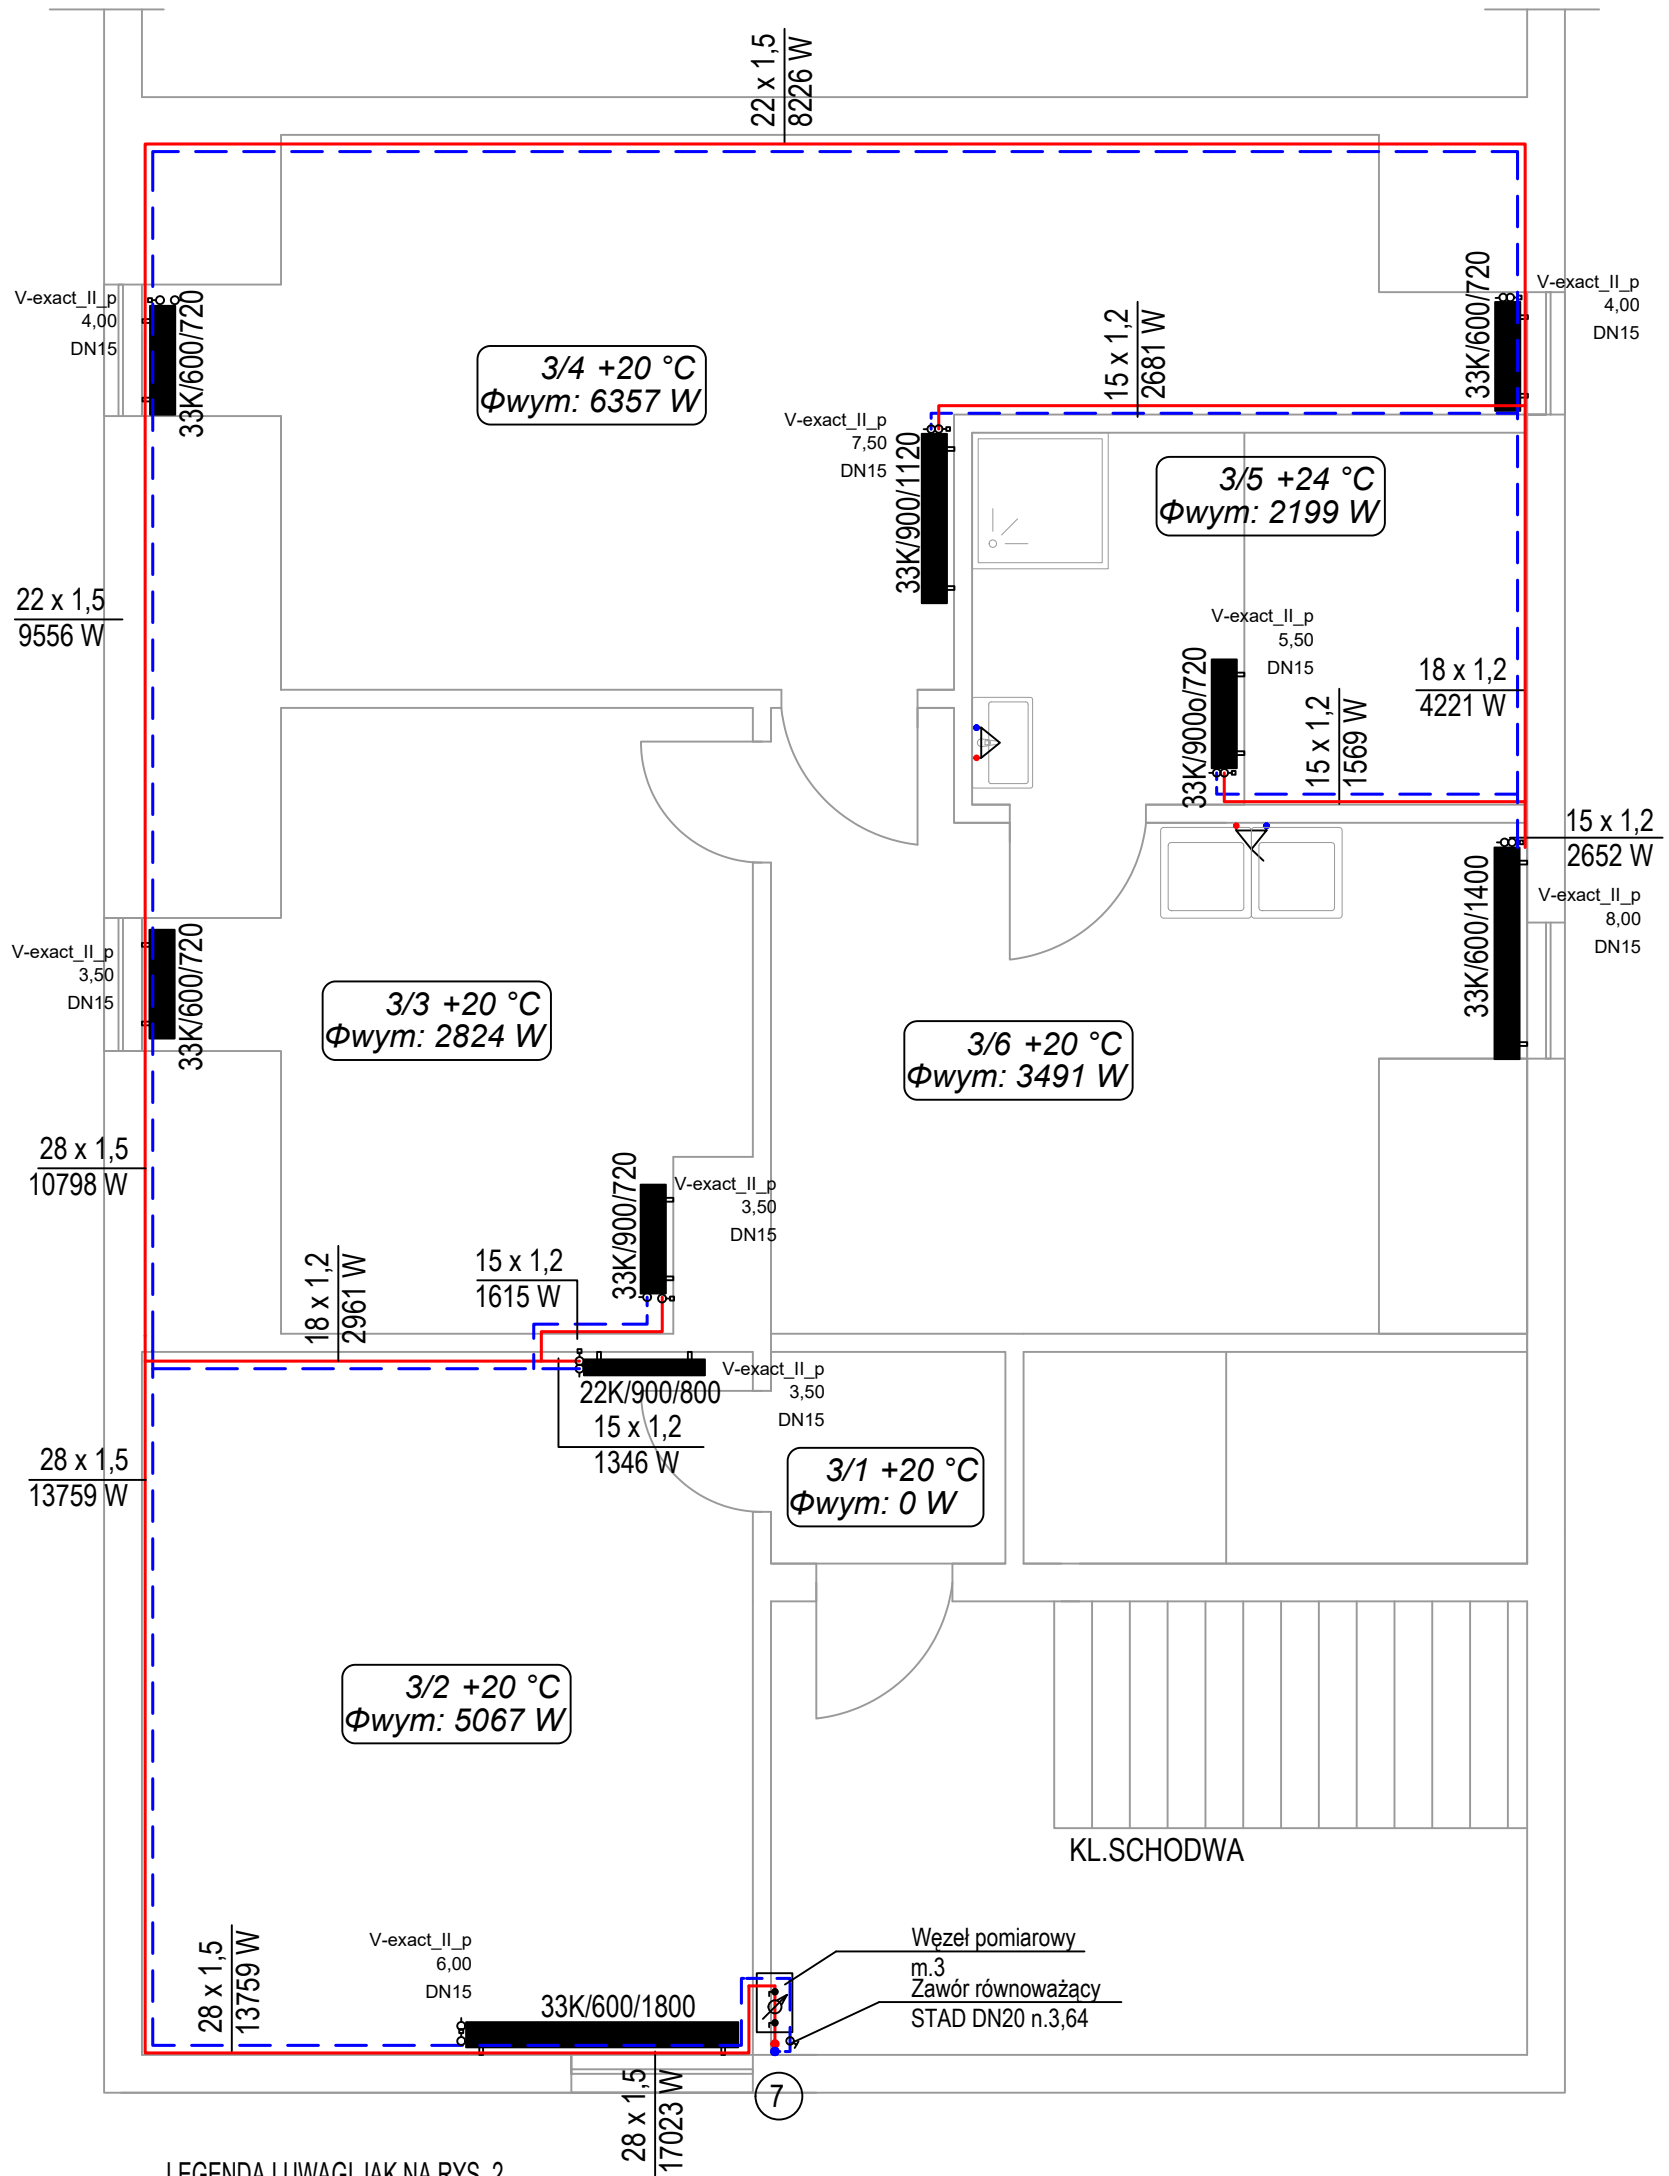 22 x 1,5
8226 W
V-exact_II_p
4,00
DN15
33K/600/720
3/4 +20 °C
Φwym: 6357 W
15 x 1,2
2681 W
33K/600/720
V-exact_II_p
4,00
DN15
V-exact_II_p
7,50
DN15
33K/900/1120
3/5 +24 °C
Φwym: 2199 W
22 x 1,5
9556 W
V-exact_II_p
5,50
DN15
33K/900o/720
15 x 1,2
1569 W
18 x 1,2
4221 W
15 x 1,2
2652 W
V-exact_II_p
8,00
DN15
33K/600/1400
V-exact_II_p
3,50
DN15
33K/600/720
3/3 +20 °C
Φwym: 2824 W
3/6 +20 °C
Φwym: 3491 W
28 x 1,5
10798 W
33K/900/720
V-exact_II_p
3,50
DN15
18 x 1,2
2961 W
15 x 1,2
1615 W
22K/900/800
V-exact_II_p
3,50
DN15
15 x 1,2
1346 W
28 x 1,5
13759 W
3/1 +20 °C
Φwym: 0 W
3/2 +20 °C
Φwym: 5067 W
KL.SCHODWA
28 x 1,5
13759 W
V-exact_II_p
6,00
DN15
33K/600/1800
Węzeł pomiarowy
m.3
Zawór równoważący
STAD DN20 n.3,64
28 x 1,5
17023 W
7
LEGENDA I UWAGI JAK NA RYS. 2